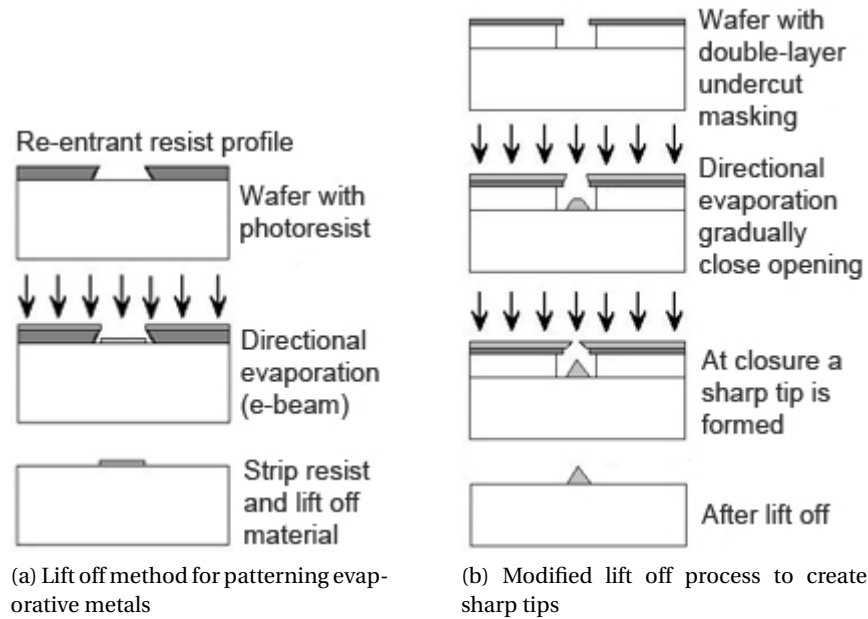 Re-entrant resist profile
Wafer with
photoresist
Directional
evaporation
(e-beam)
Strip resist
and lift off
material
(a) Lift off method for patterning evap-
orative metals
Wafer with
double-layer
undercut
masking
Directional
evaporation
gradually
close opening
At closure a
sharp tip is
formed
After lift off
(b) Modified lift off process to create
sharp tips